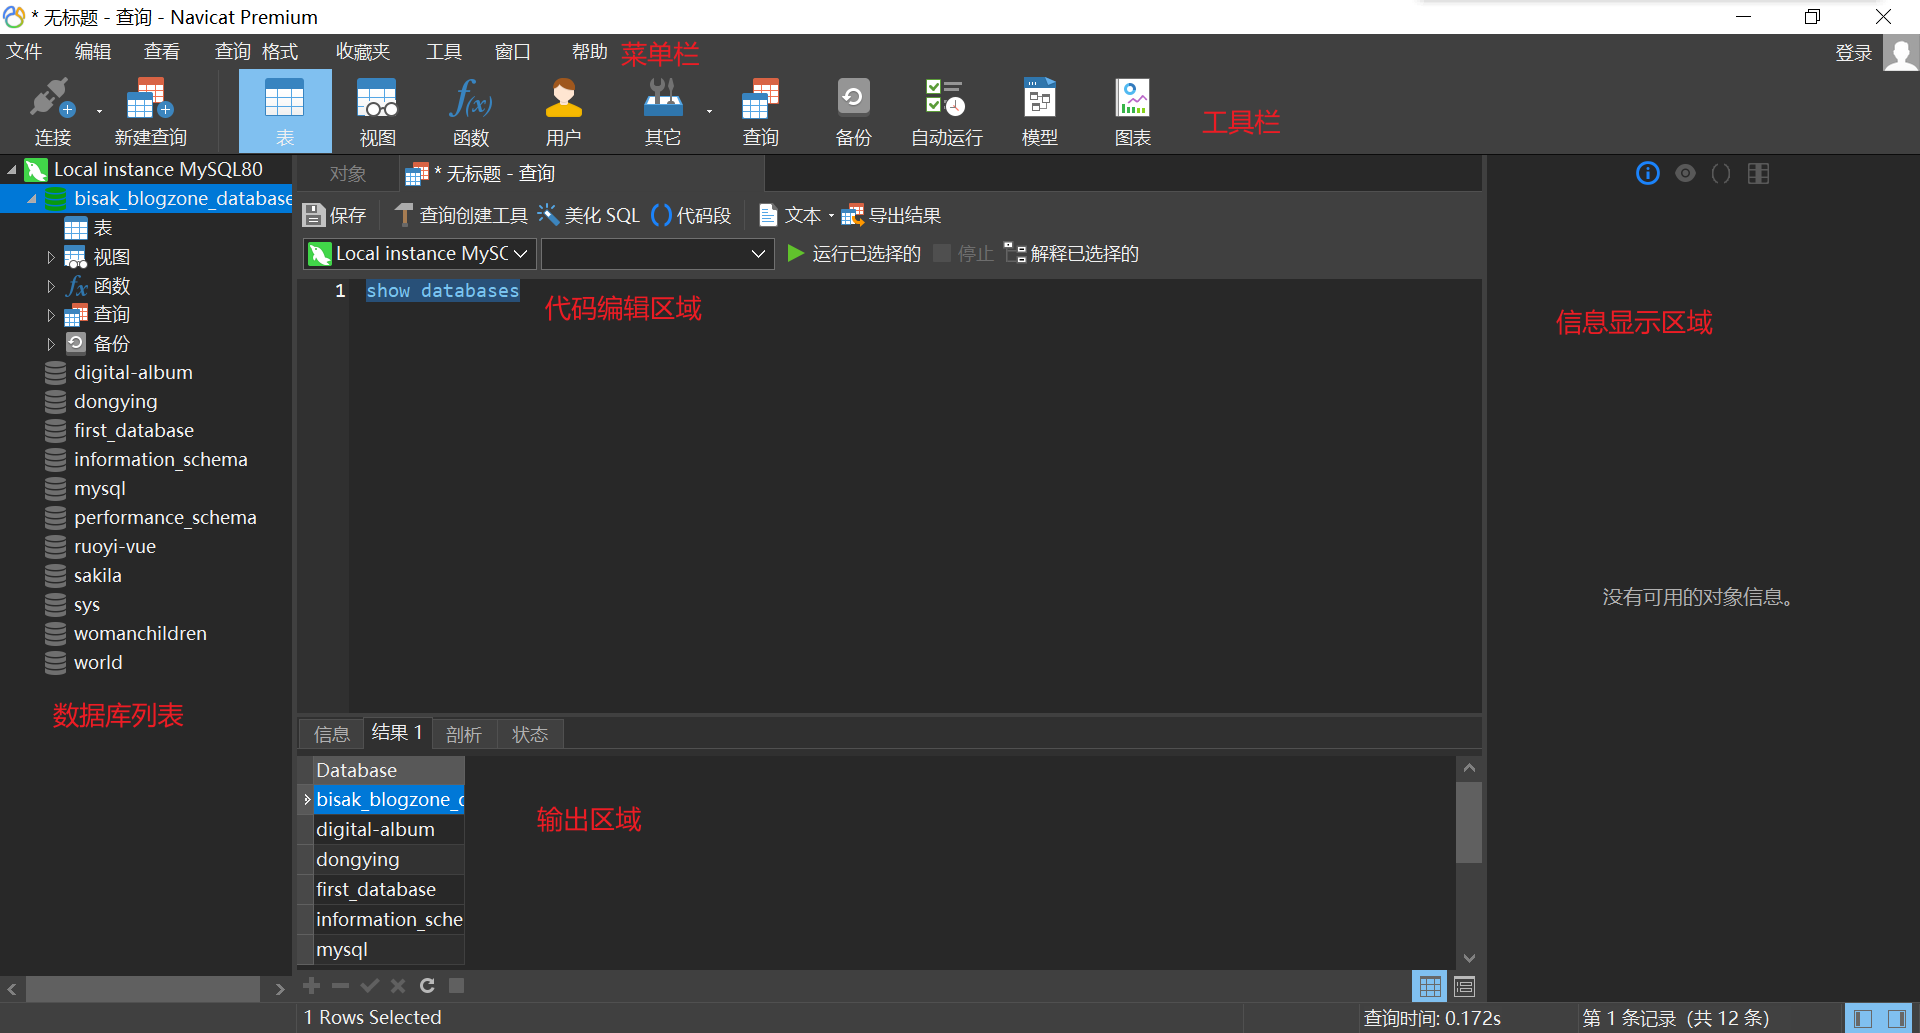 * 无标题 - 查询 - Navicat Premium
文件 编辑 查看 查询 格式 收藏夹 工具 窗口 帮助 菜单栏 登录
连接 新建查询 表 视图 f(x) 函数 用户 其它 查询 备份 自动运行 模型 图表 工具栏
Local instance MySQL80
bisak_blogzone_database
表
视图
fx 函数
查询
备份
digital-album
dongying
first_database
information_schema
mysql
performance_schema
ruoyi-vue
sakila
sys
womanchildren
world
数据库列表
对象 * 无标题 - 查询
保存 查询创建工具 美化 SQL () 代码段 文本 导出结果
Local instance MySQ 运行已选择的 停止 解释已选择的
1 show databases
代码编辑区域
信息 结果 1 剖析 状态
Database
bisak_blogzone_d
digital-album
dongying
first_database
information_sche
mysql
输出区域
()
信息显示区域
没有可用的对象信息。
1 Rows Selected 查询时间: 0.172s 第 1 条记录（共 12 条）